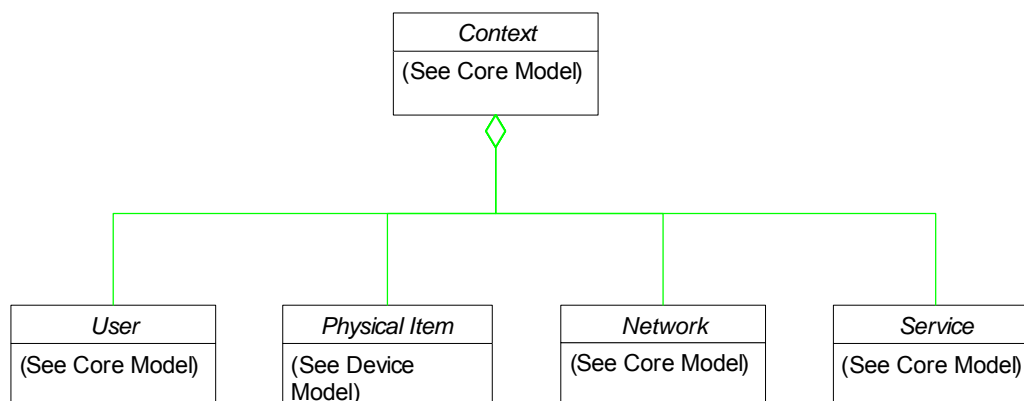 Context
(See Core Model)
User
(See Core Model)
Physical Item
(See Device
Model)
Network
(See Core Model)
Service
(See Core Model)